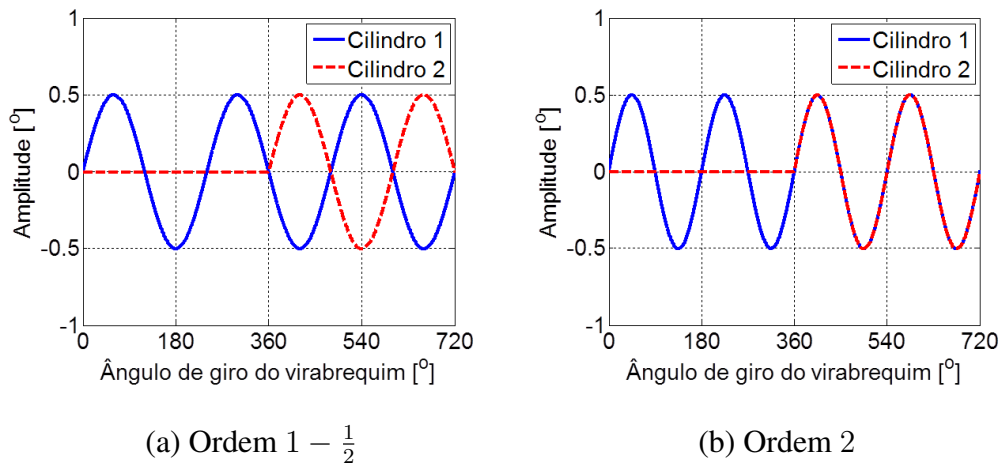 Cilindro 1
Cilindro 2
Amplitude [º]
1
0.5
0
-0.5
-1
0 180 360 540 720
Ângulo de giro do virabrequim [º]
(a) Ordem 1 − 1/2
Cilindro 1
Cilindro 2
Amplitude [º]
1
0.5
0
-0.5
-1
0 180 360 540 720
Ângulo de giro do virabrequim [º]
(b) Ordem 2